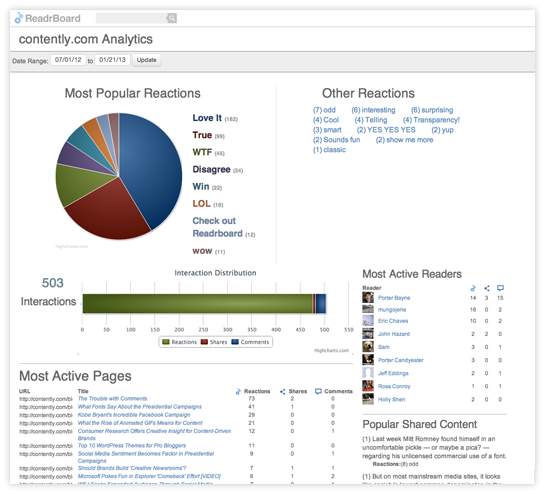 ReadrBoard
contently.com Analytics
Date Range: 07/01/12 to 01/21/13 Update
Most Popular Reactions
Love It (162)
True (99)
WTF (45)
Disagree (24)
Win (22)
LOL (18)
Check out
Readrboard (12)
wow (11)
Highcharts.com
Other Reactions
(7) odd (6) interesting (6) surprising
(4) Cool (4) Telling (4) Transparency!
(3) smart (2) YES YES YES (2) yup
(2) Sounds fun (2) show me more
(1) classic
503
Interactions
Interaction Distribution
0 50 100 150 200 250 300 350 400 450 500 550
Reactions Shares Comments
Highcharts.com
Most Active Readers
Reader
Porter Bayne 14 3 15
mungojene 16 0 2
Eric Chaves 10 0 2
John Hazard 2 2 0
Sam 3 0 1
Porter Candyeater 3 0 0
Jeff Eddings 2 0 1
Ross Conroy 1 0 1
Holly Shen 2 0 0
Most Active Pages
URL Title Reactions Shares Comments
http://contently.com/bl The Trouble with Comments 73 2 0
http://contently.com/bl What Fonts Say About the Presidential Campaigns 41 1 0
http://contently.com/bl Kobe Bryant's Incredible Facebook Campaign 29 0 0
http://contently.com/bl What the Rise of Animated GIFs Means for Content 21 0 0
http://contently.com/bl Consumer Research Offers Creative Insight for Content-Driven
Brands 12 0 0
http://contently.com/bl Top 10 WordPress Themes for Pro Bloggers 11 0 0
http://contently.com/bl Social Media Sentiment Becomes Factor in Presidential
Campaign 9 0 0
http://contently.com/bl Should Brands Build 'Creative Newsrooms'? 7 1 1
http://contently.com/bl Microsoft Pokes Fun in Explorer 'Comeback' Effort [VIDEO] 6 1 2
Popular Shared Content
(1) Last week Mitt Romney found himself in an
uncomfortable pickle — or maybe a pica? —
regarding his unlicensed commercial use of a font.
Reactions:(8) odd
(1) But on most mainstream media sites, it looks